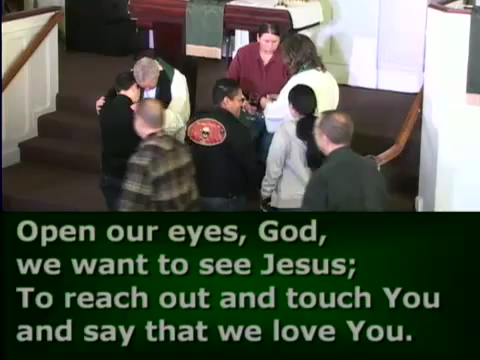 Open our eyes, God,
we want to see Jesus;
To reach out and touch You
and say that we love You.